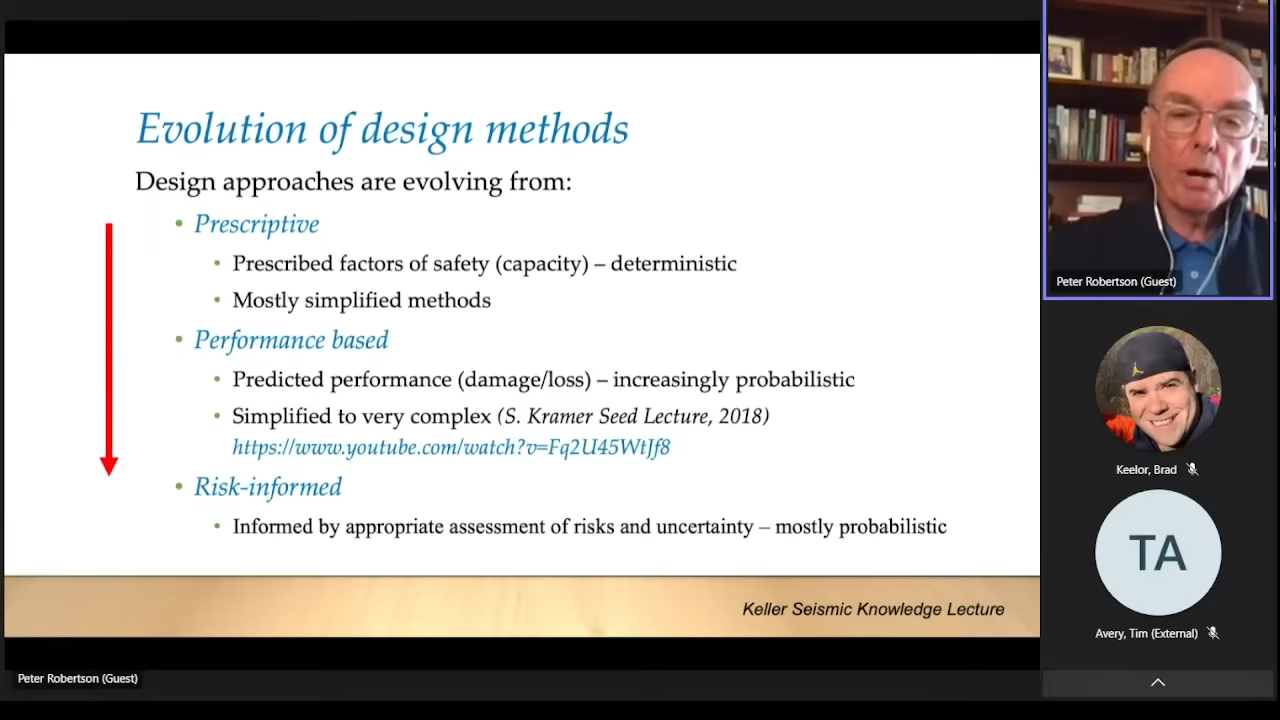 Evolution of design methods
Design approaches are evolving from:
• Prescriptive
• Prescribed factors of safety (capacity) – deterministic
• Mostly simplified methods
• Performance based
• Predicted performance (damage/loss) – increasingly probabilistic
• Simplified to very complex (S. Kramer Seed Lecture, 2018)
https://www.youtube.com/watch?v=Fq2U45WtJf8
• Risk-informed
• Informed by appropriate assessment of risks and uncertainty – mostly probabilistic
Keller Seismic Knowledge Lecture
Peter Robertson (Guest)
Peter Robertson (Guest)
Keelor, Brad
TA
Avery, Tim (External)